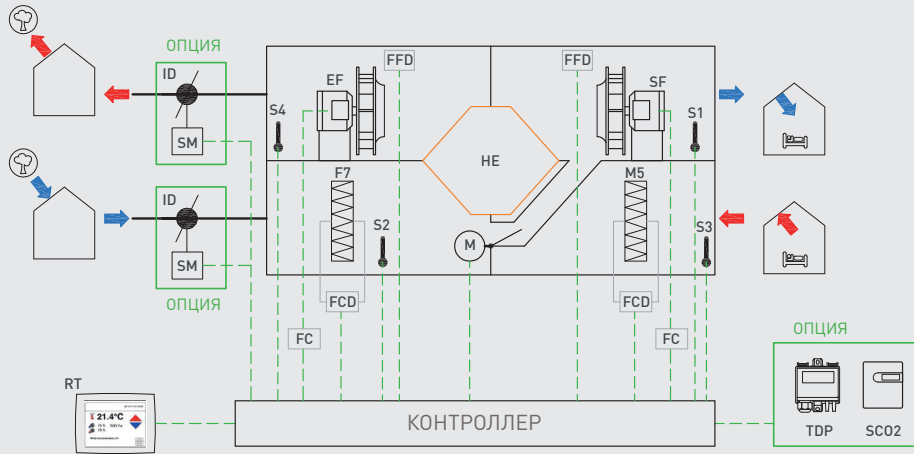 ОПЦИЯ
ID
SM
S4
EF
FFD
FFD
SF
S1
HE
ID
SM
ОПЦИЯ
F7
S2
M
M5
S3
FCD
FCD
FC
FC
ОПЦИЯ
RT
21.4°C
КОНТРОЛЛЕР
TDP
SCO2